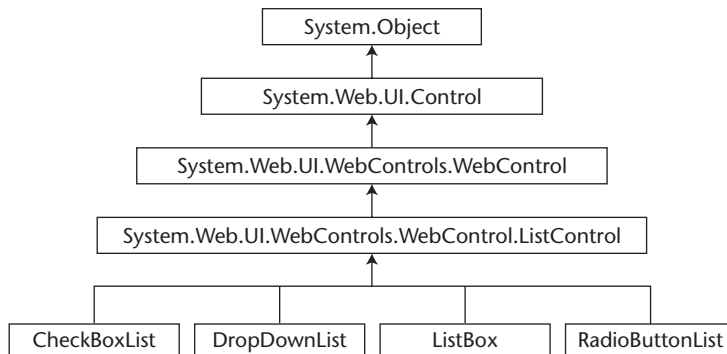 System.Object
System.Web.UI.Control
System.Web.UI.WebControls.WebControl
System.Web.UI.WebControls.WebControl.ListControl
CheckBoxList
DropDownList
ListBox
RadioButtonList